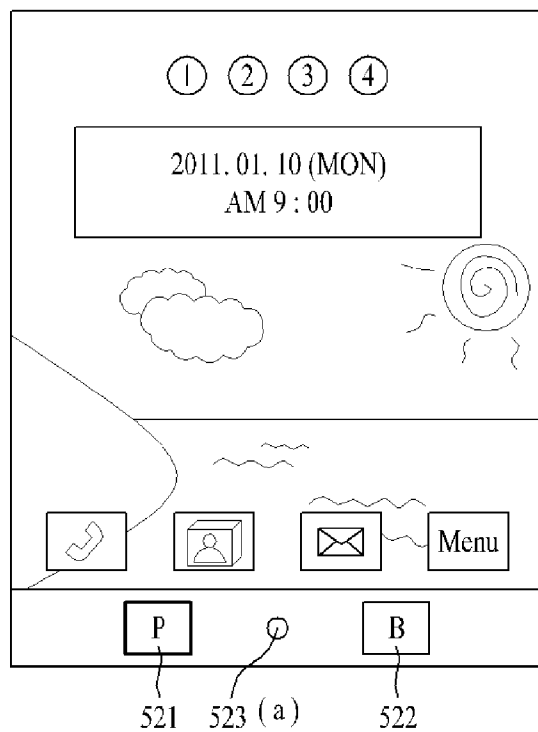 ① ② ③ ④
2011. 01. 10 (MON)
AM 9 : 00
Menu
P B
521 523 (a) 522